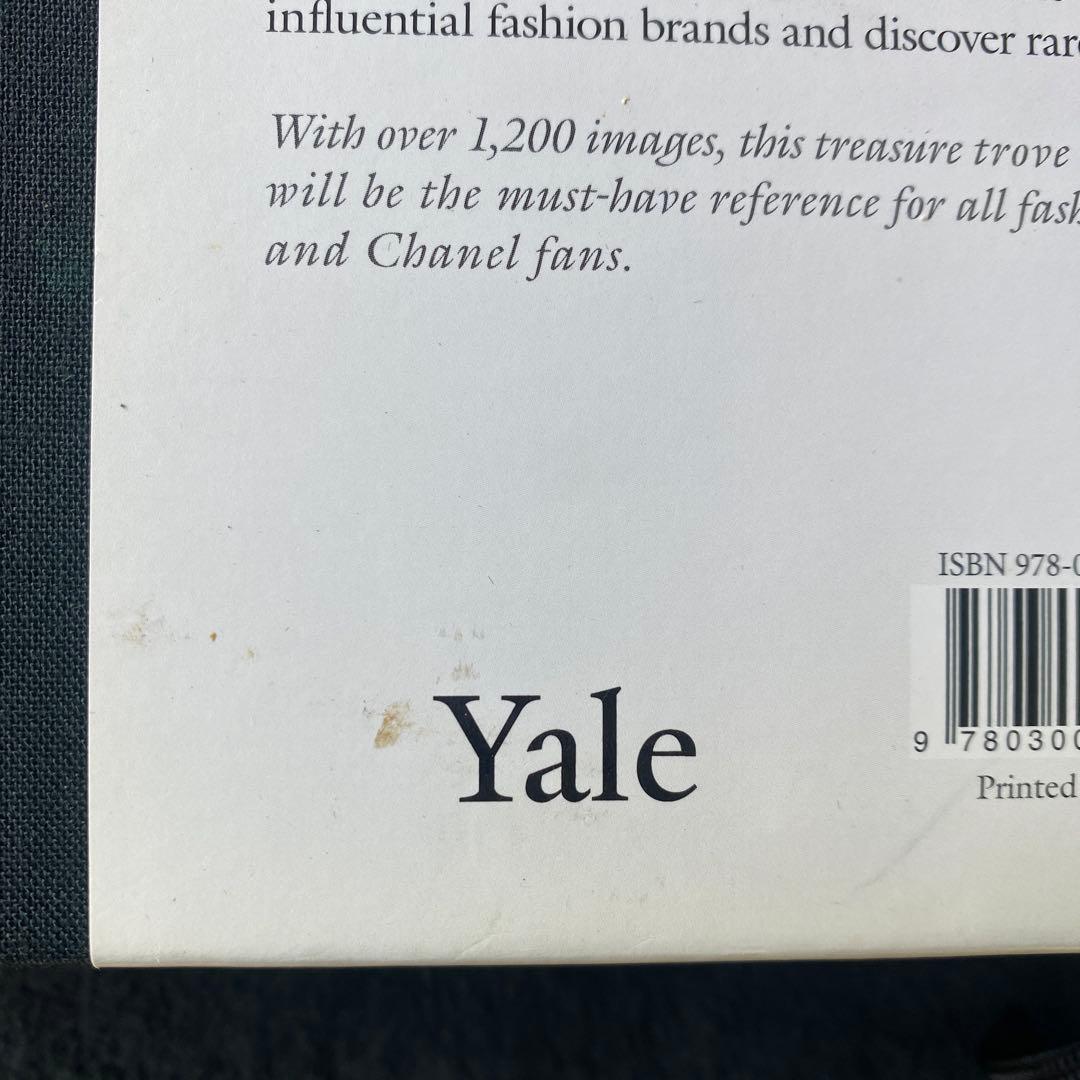 influential fashion brands and discover rare
With over 1,200 images, this treasure trove
will be the must-have reference for all fash
and Chanel fans.
ISBN 978-0
Yale
9 780300
Printed